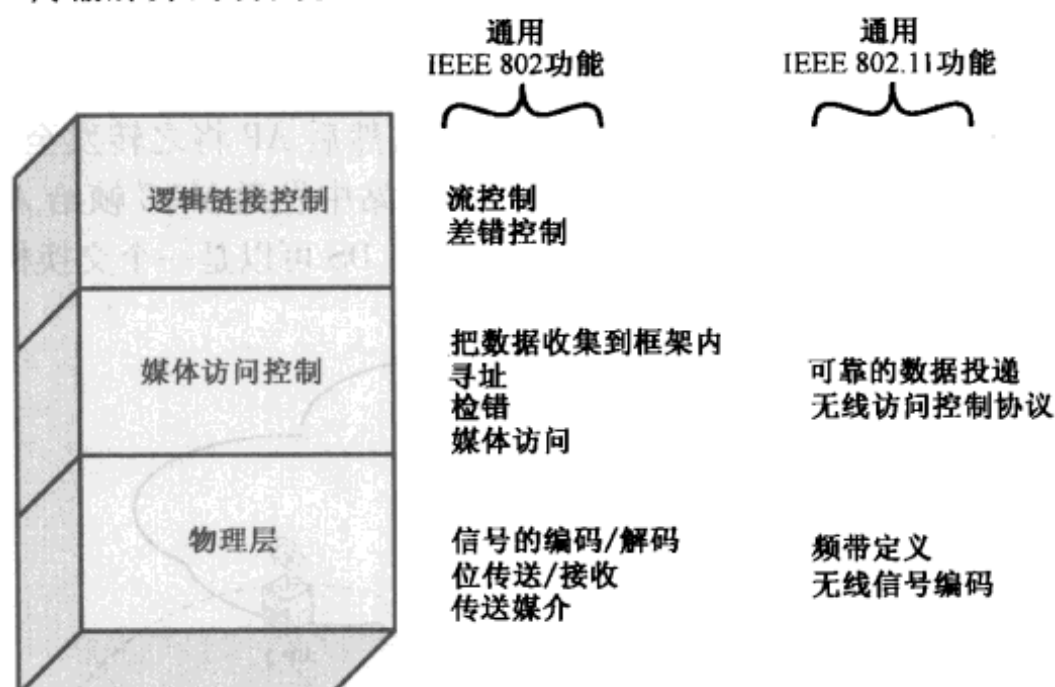 通用
IEEE 802功能
通用
IEEE 802.11功能
逻辑链接控制
流控制
差错控制
媒体访问控制
把数据收集到框架内
寻址
检错
媒体访问
可靠的数据投递
无线访问控制协议
物理层
信号的编码/解码
位传送/接收
传送媒介
频带定义
无线信号编码